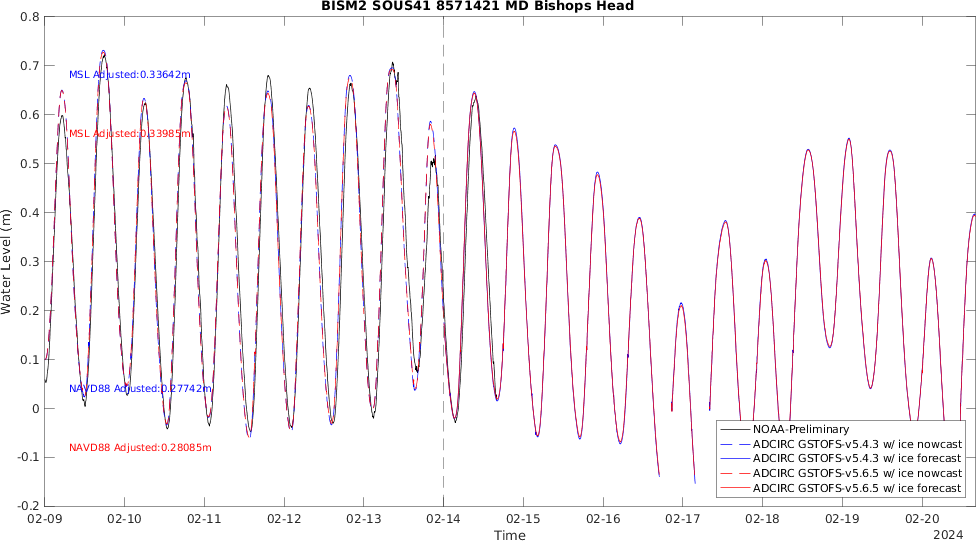 BISM2 SOUS41 8571421 MD Bishops Head
0.8
0.7
0.6
0.5
0.4
0.3
0.2
0.1
0
-0.1
-0.2
Water Level (m)
MSL Adjusted:0.33642m
MSL Adjusted:0.33985m
NAVD88 Adjusted:0.27742m
NAVD88 Adjusted:0.28085m
NOAA-Preliminary
ADCIRC GSTOFS-v5.4.3 w/ ice nowcast
ADCIRC GSTOFS-v5.4.3 w/ ice forecast
ADCIRC GSTOFS-v5.6.5 w/ ice nowcast
ADCIRC GSTOFS-v5.6.5 w/ ice forecast
02-09 02-10 02-11 02-12 02-13 02-14 02-15 02-16 02-17 02-18 02-19 02-20
Time
2024